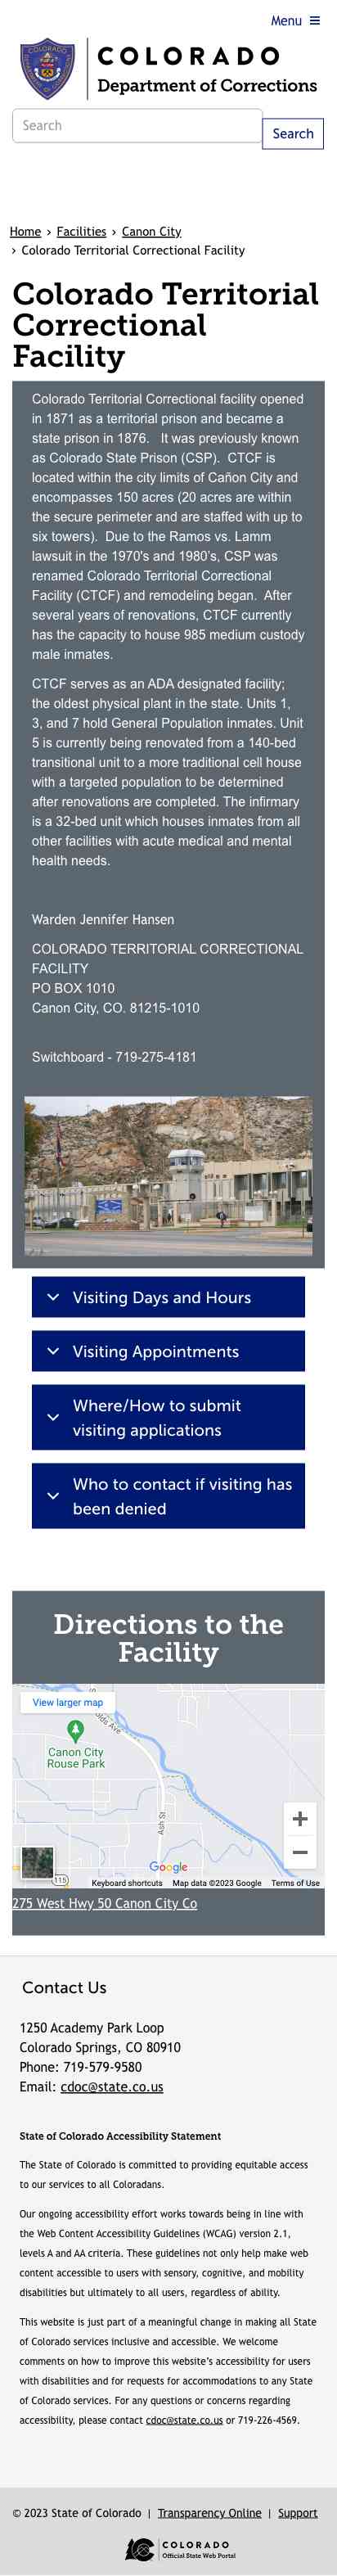 Menu
COLORADO
Department of Corrections
Search
Search
Home › Facilities › Canon City
› Colorado Territorial Correctional Facility
Colorado Territorial
Correctional
Facility
Colorado Territorial Correctional facility opened
in 1871 as a territorial prison and became a
state prison in 1876.   It was previously known
as Colorado State Prison (CSP).  CTCF is
located within the city limits of Cañon City and
encompasses 150 acres (20 acres are within
the secure perimeter and are staffed with up to
six towers).  Due to the Ramos vs. Lamm
lawsuit in the 1970's and 1980's, CSP was
renamed Colorado Territorial Correctional
Facility (CTCF) and remodeling began.  After
several years of renovations, CTCF currently
has the capacity to house 985 medium custody
male inmates.
CTCF serves as an ADA designated facility;
the oldest physical plant in the state. Units 1,
3, and 7 hold General Population inmates. Unit
5 is currently being renovated from a 140-bed
transitional unit to a more traditional cell house
with a targeted population to be determined
after renovations are completed. The infirmary
is a 32-bed unit which houses inmates from all
other facilities with acute medical and mental
health needs.
Warden Jennifer Hansen
COLORADO TERRITORIAL CORRECTIONAL
FACILITY
PO BOX 1010
Canon City, CO. 81215-1010
Switchboard - 719-275-4181
Visiting Days and Hours
Visiting Appointments
Where/How to submit
visiting applications
Who to contact if visiting has
been denied
Directions to the
Facility
View larger map
Canon City
Rouse Park
Ash St
115
Google
Keyboard shortcuts   Map data ©2023 Google   Terms of Use
275 West Hwy 50 Canon City Co
Contact Us
1250 Academy Park Loop
Colorado Springs, CO 80910
Phone: 719-579-9580
Email: cdoc@state.co.us
State of Colorado Accessibility Statement
The State of Colorado is committed to providing equitable access
to our services to all Coloradans.
Our ongoing accessibility effort works towards being in line with
the Web Content Accessibility Guidelines (WCAG) version 2.1,
levels A and AA criteria. These guidelines not only help make web
content accessible to users with sensory, cognitive, and mobility
disabilities but ultimately to all users, regardless of ability.
This website is just part of a meaningful change in making all State
of Colorado services inclusive and accessible. We welcome
comments on how to improve this website's accessibility for users
with disabilities and for requests for accommodations to any State
of Colorado services. For any questions or concerns regarding
accessibility, please contact cdoc@state.co.us or 719-226-4569.
© 2023 State of Colorado | Transparency Online | Support
COLORADO
Official State Web Portal